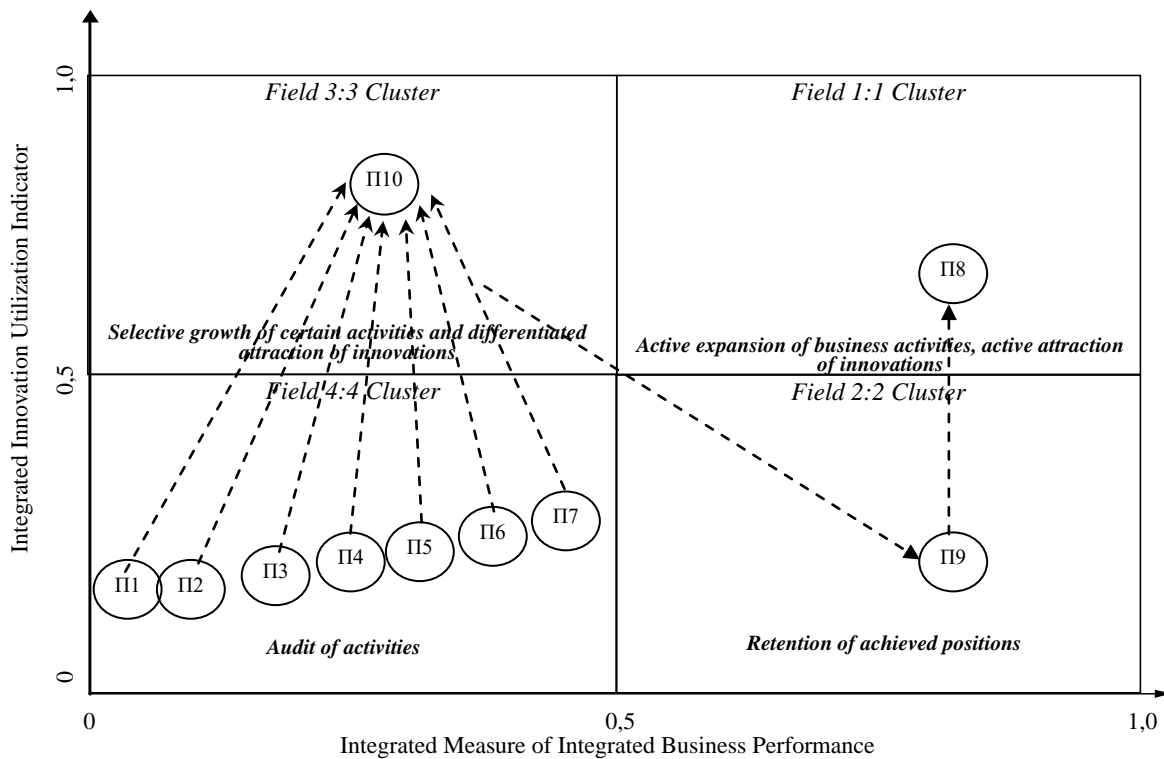 1,0
Field 3:3 Cluster
Field 1:1 Cluster
П10
П8
Integrated Innovation Utilization Indicator
Selective growth of certain activities and differentiated
attraction of innovations
Active expansion of business activities, active attraction
of innovations
0,5
Field 4:4 Cluster
Field 2:2 Cluster
П1
П2
П3
П4
П5
П6
П7
П9
Audit of activities
Retention of achieved positions
0
0
0,5
1,0
Integrated Measure of Integrated Business Performance